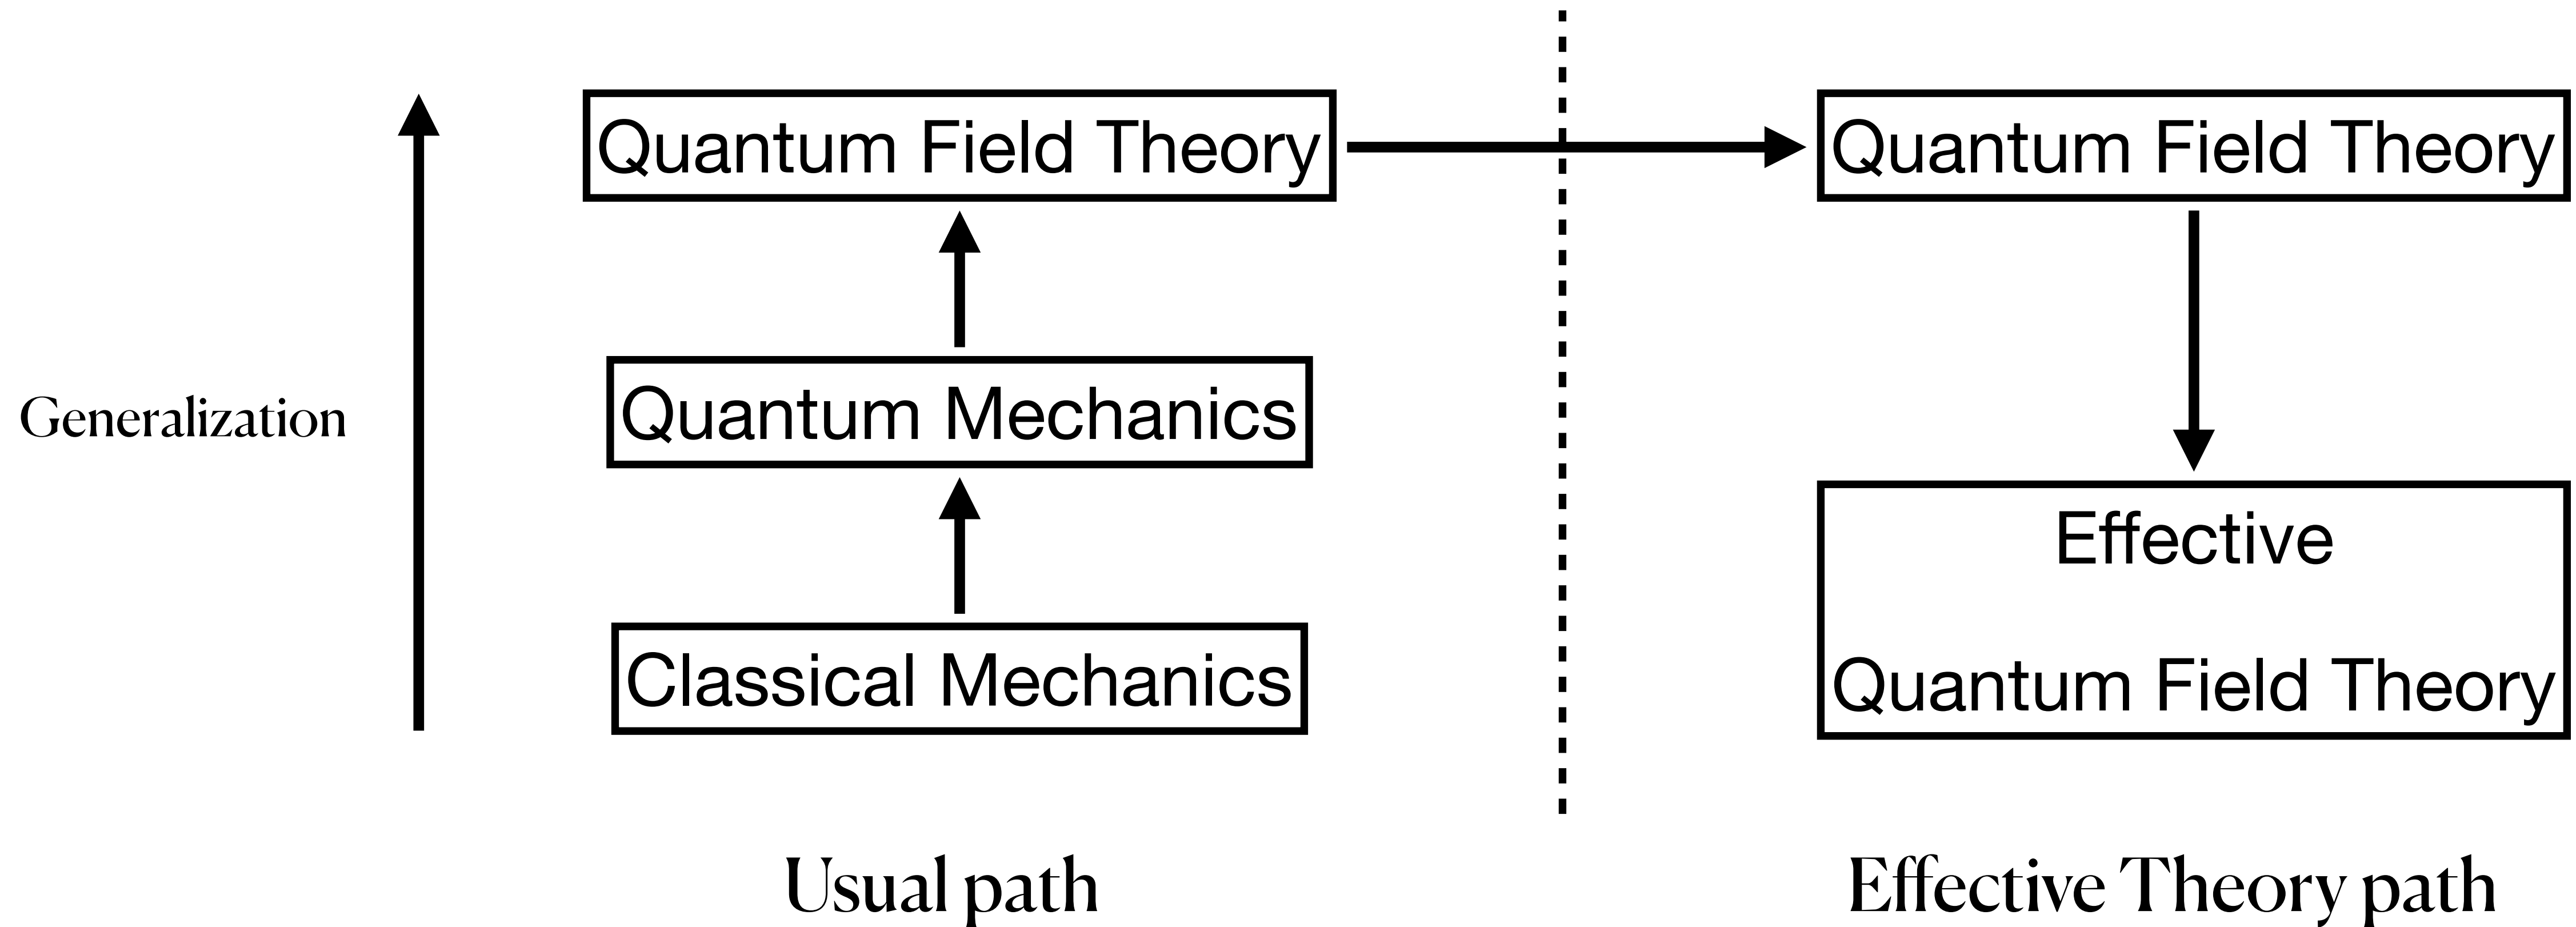 Quantum Field Theory
Quantum Field Theory
Generalization
Quantum Mechanics
Effective
Quantum Field Theory
Classical Mechanics
Usual path
Effective Theory path